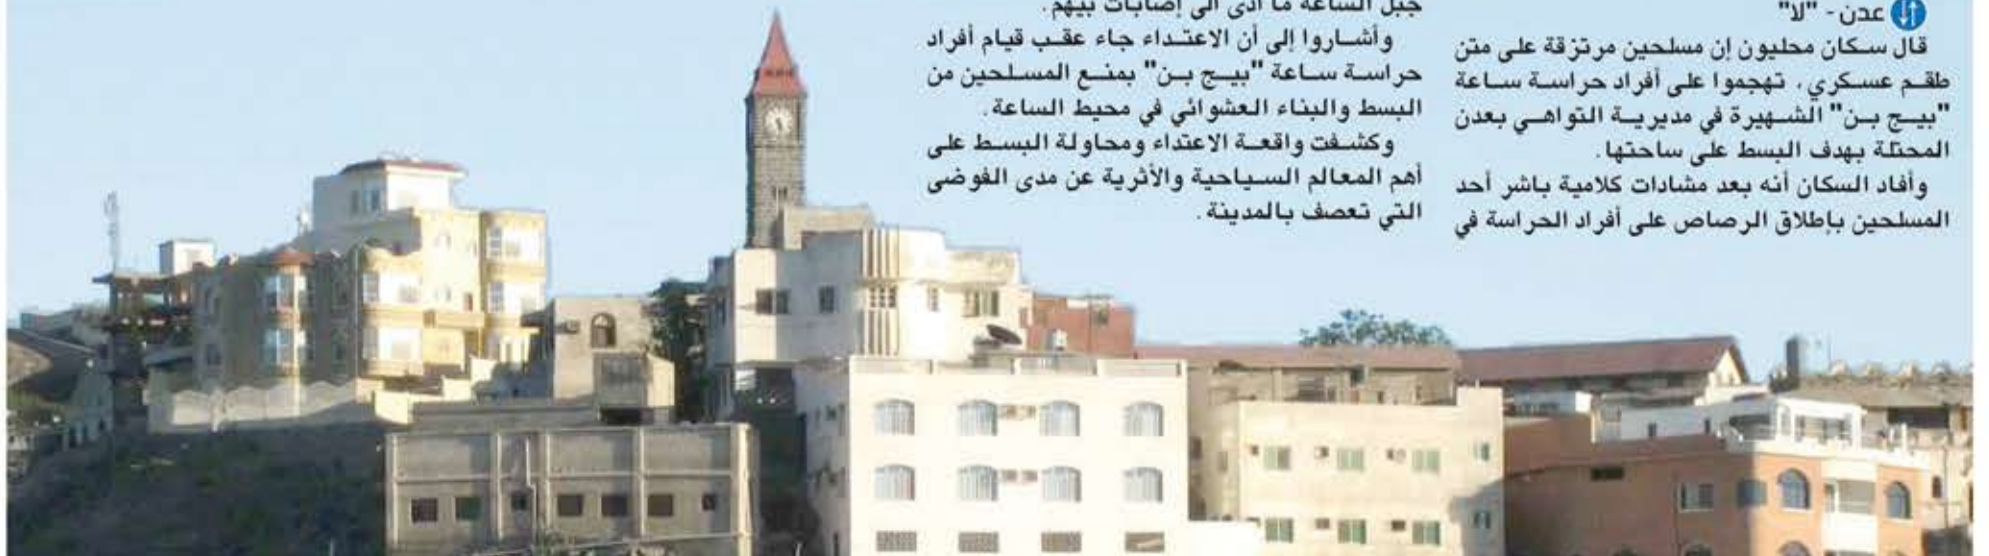 عدن - "لا"
قال سكان محليون إن مسلحين مرتزقة على متن
طقم عسكري، تهجموا على أفراد حراسة ساعة
"بيج بن" الشهيرة في مديرية التواهي بعدن
المحتلة بهدف البسط على ساحتها.
وأفاد السكان أنه بعد مشادات كلامية باشر أحد
المسلحين بإطلاق الرصاص على أفراد الحراسة في
جبل الساعة ما أدى الى إصابات بينهم.
وأشاروا إلى أن الاعتداء جاء عقب قيام أفراد
حراسة ساعة "بيج بن" بمنع المسلحين من
البسط والبناء العشوائي في محيط الساعة.
وكشفت واقعة الاعتداء ومحاولة البسط على
أهم المعالم السياحية والأثرية عن مدى الفوضى
التي تعصف بالمدينة.